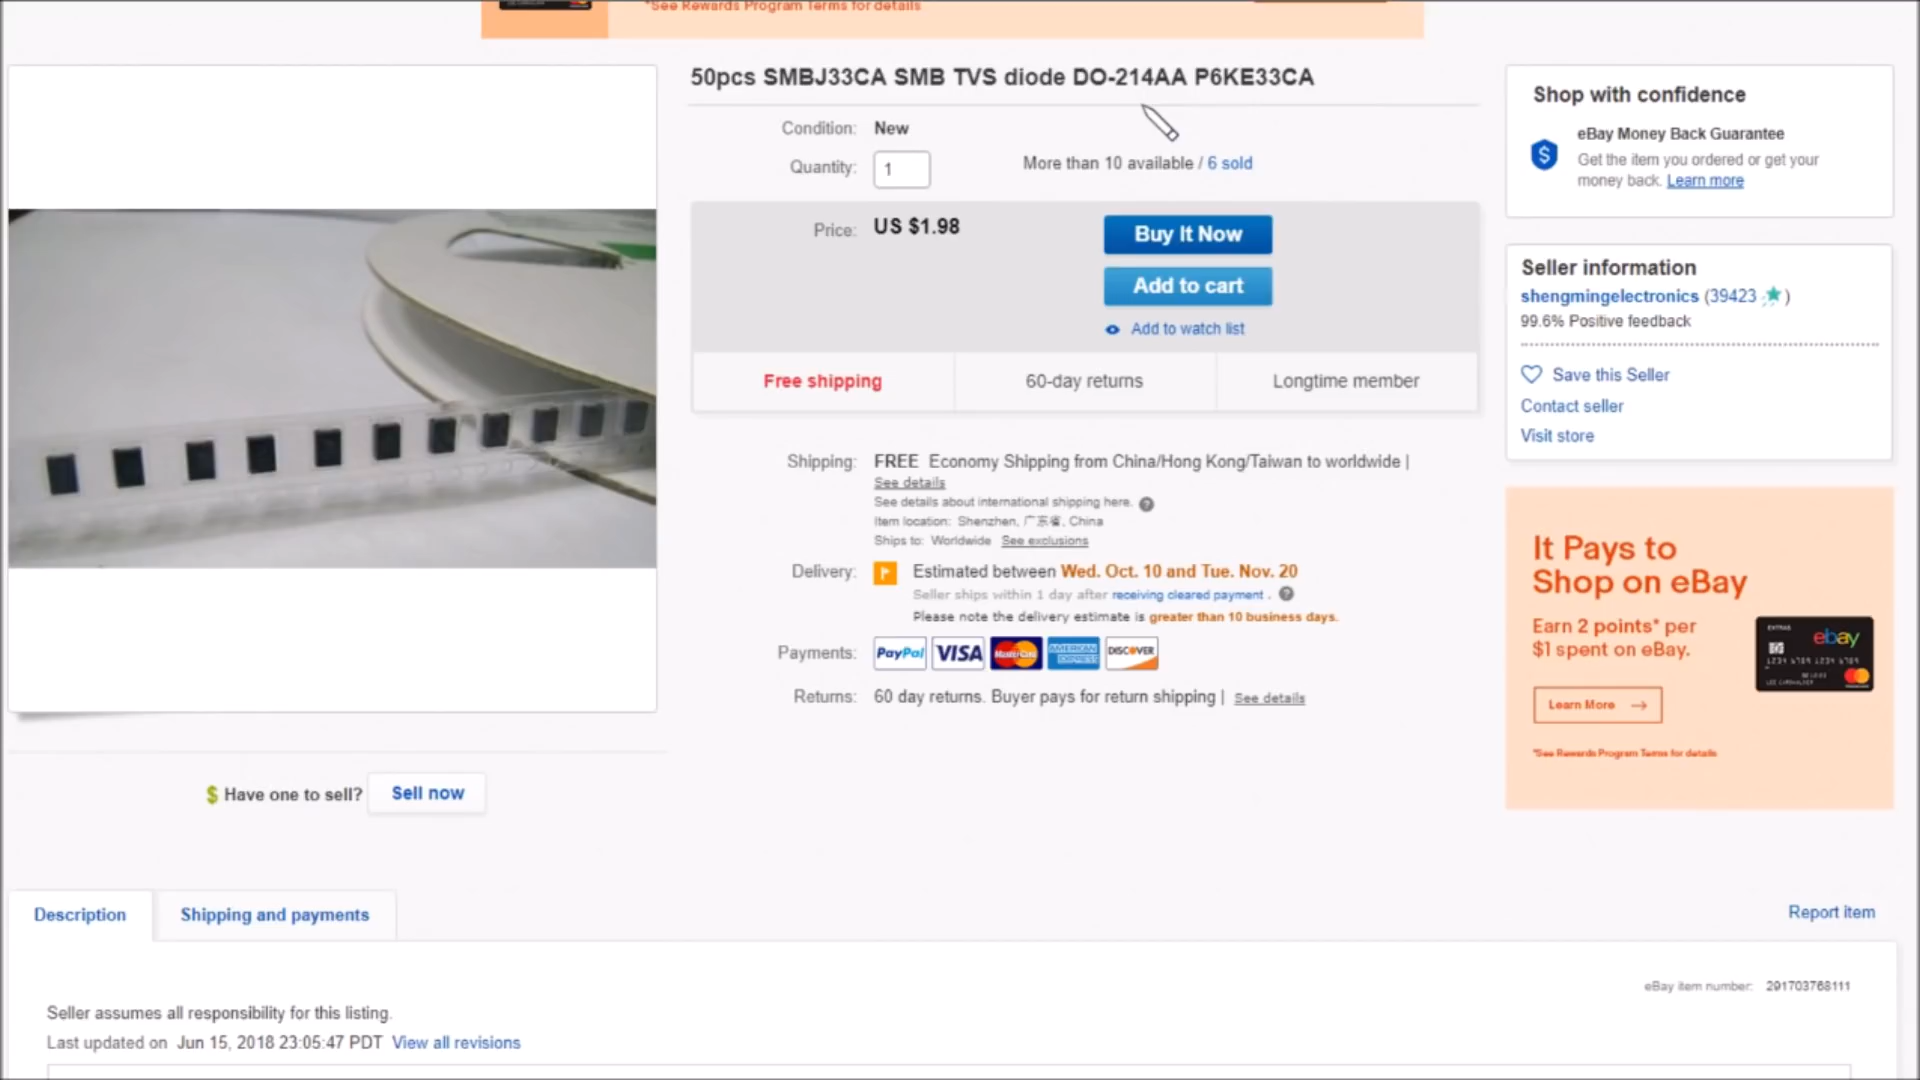 *See Rewards Program Terms for details
50pcs SMBJ33CA SMB TVS diode DO-214AA P6KE33CA
Condition: New
Quantity: 1
More than 10 available / 6 sold
Price: US $1.98
Buy It Now
Add to cart
Add to watch list
Free shipping
60-day returns
Longtime member
Shipping: FREE Economy Shipping from China/Hong Kong/Taiwan to worldwide |
See details
See details about international shipping here.
Item location: Shenzhen, 广东省, China
Ships to: Worldwide See exclusions
Delivery: Estimated between Wed. Oct. 10 and Tue. Nov. 20
Seller ships within 1 day after receiving cleared payment .
Please note the delivery estimate is greater than 10 business days.
Payments: PayPal VISA MasterCard AMERICAN EXPRESS DISCOVER
Returns: 60 day returns. Buyer pays for return shipping | See details
Shop with confidence
eBay Money Back Guarantee
Get the item you ordered or get your
money back. Learn more
Seller information
shengmingelectronics (39423)
99.6% Positive feedback
Save this Seller
Contact seller
Visit store
It Pays to
Shop on eBay
Earn 2 points* per
$1 spent on eBay.
Learn More
*See Rewards Program Terms for details
EXTRAS
ebay
1234 5678 1234 5678
LEE CARDHOLDER
$ Have one to sell? Sell now
Description
Shipping and payments
Report item
eBay item number: 291703768111
Seller assumes all responsibility for this listing.
Last updated on Jun 15, 2018 23:05:47 PDT View all revisions